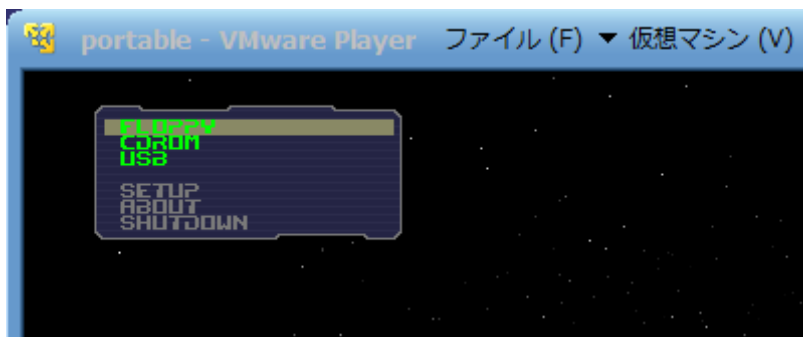 portable - VMware Player ファイル (F) ▼ 仮想マシン (V)
FLOPPY
CDROM
USB
SETUP
ABOUT
SHUTDOWN